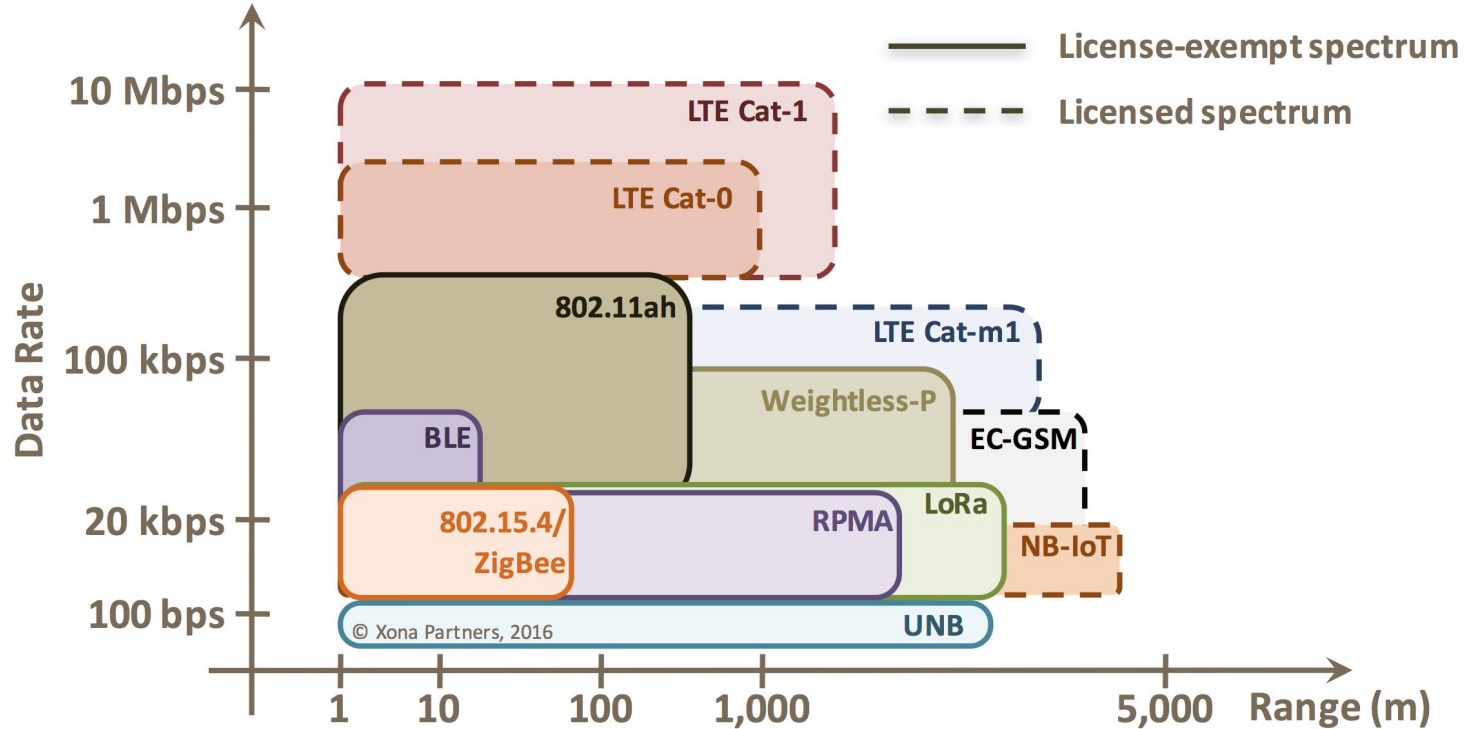 License-exempt spectrum
10 Mbps
LTE Cat-1
Licensed spectrum
LTE Cat-0
1 Mbps
802.11ah
LTE Cat-m1
Data Rate
100 kbps
Weightless-P
BLE
EC-GSM
LoRa
20 kbps
802.15.4/
ZigBee
RPMA
NB-IoT
100 bps
© Xona Partners, 2016
UNB
1
10
100
1,000
5,000
Range (m)